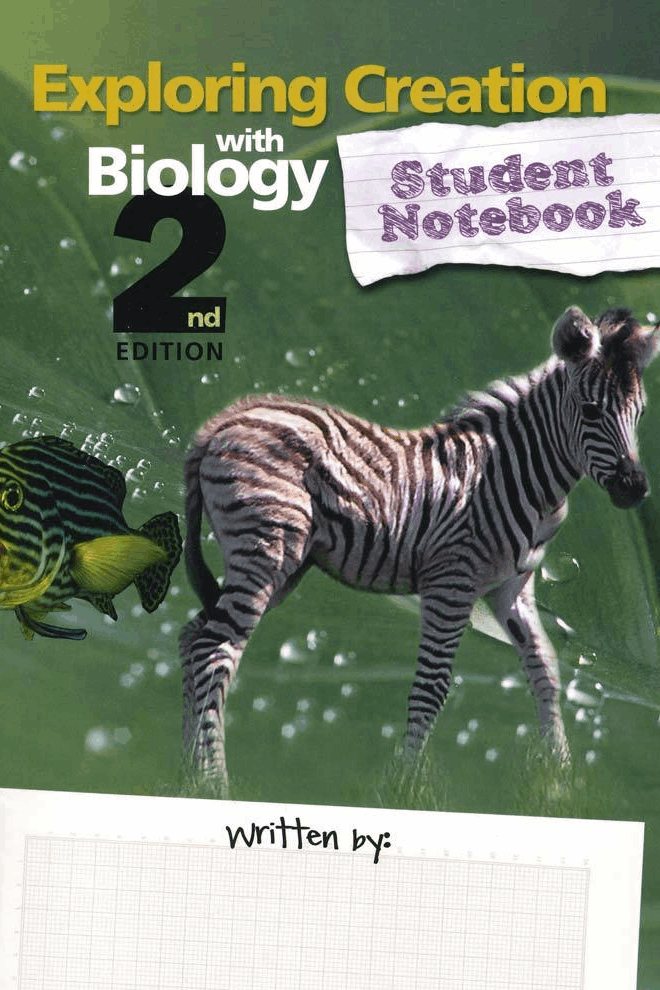 Exploring Creation
with
Biology
2nd
EDITION
Student
Notebook
Written by: